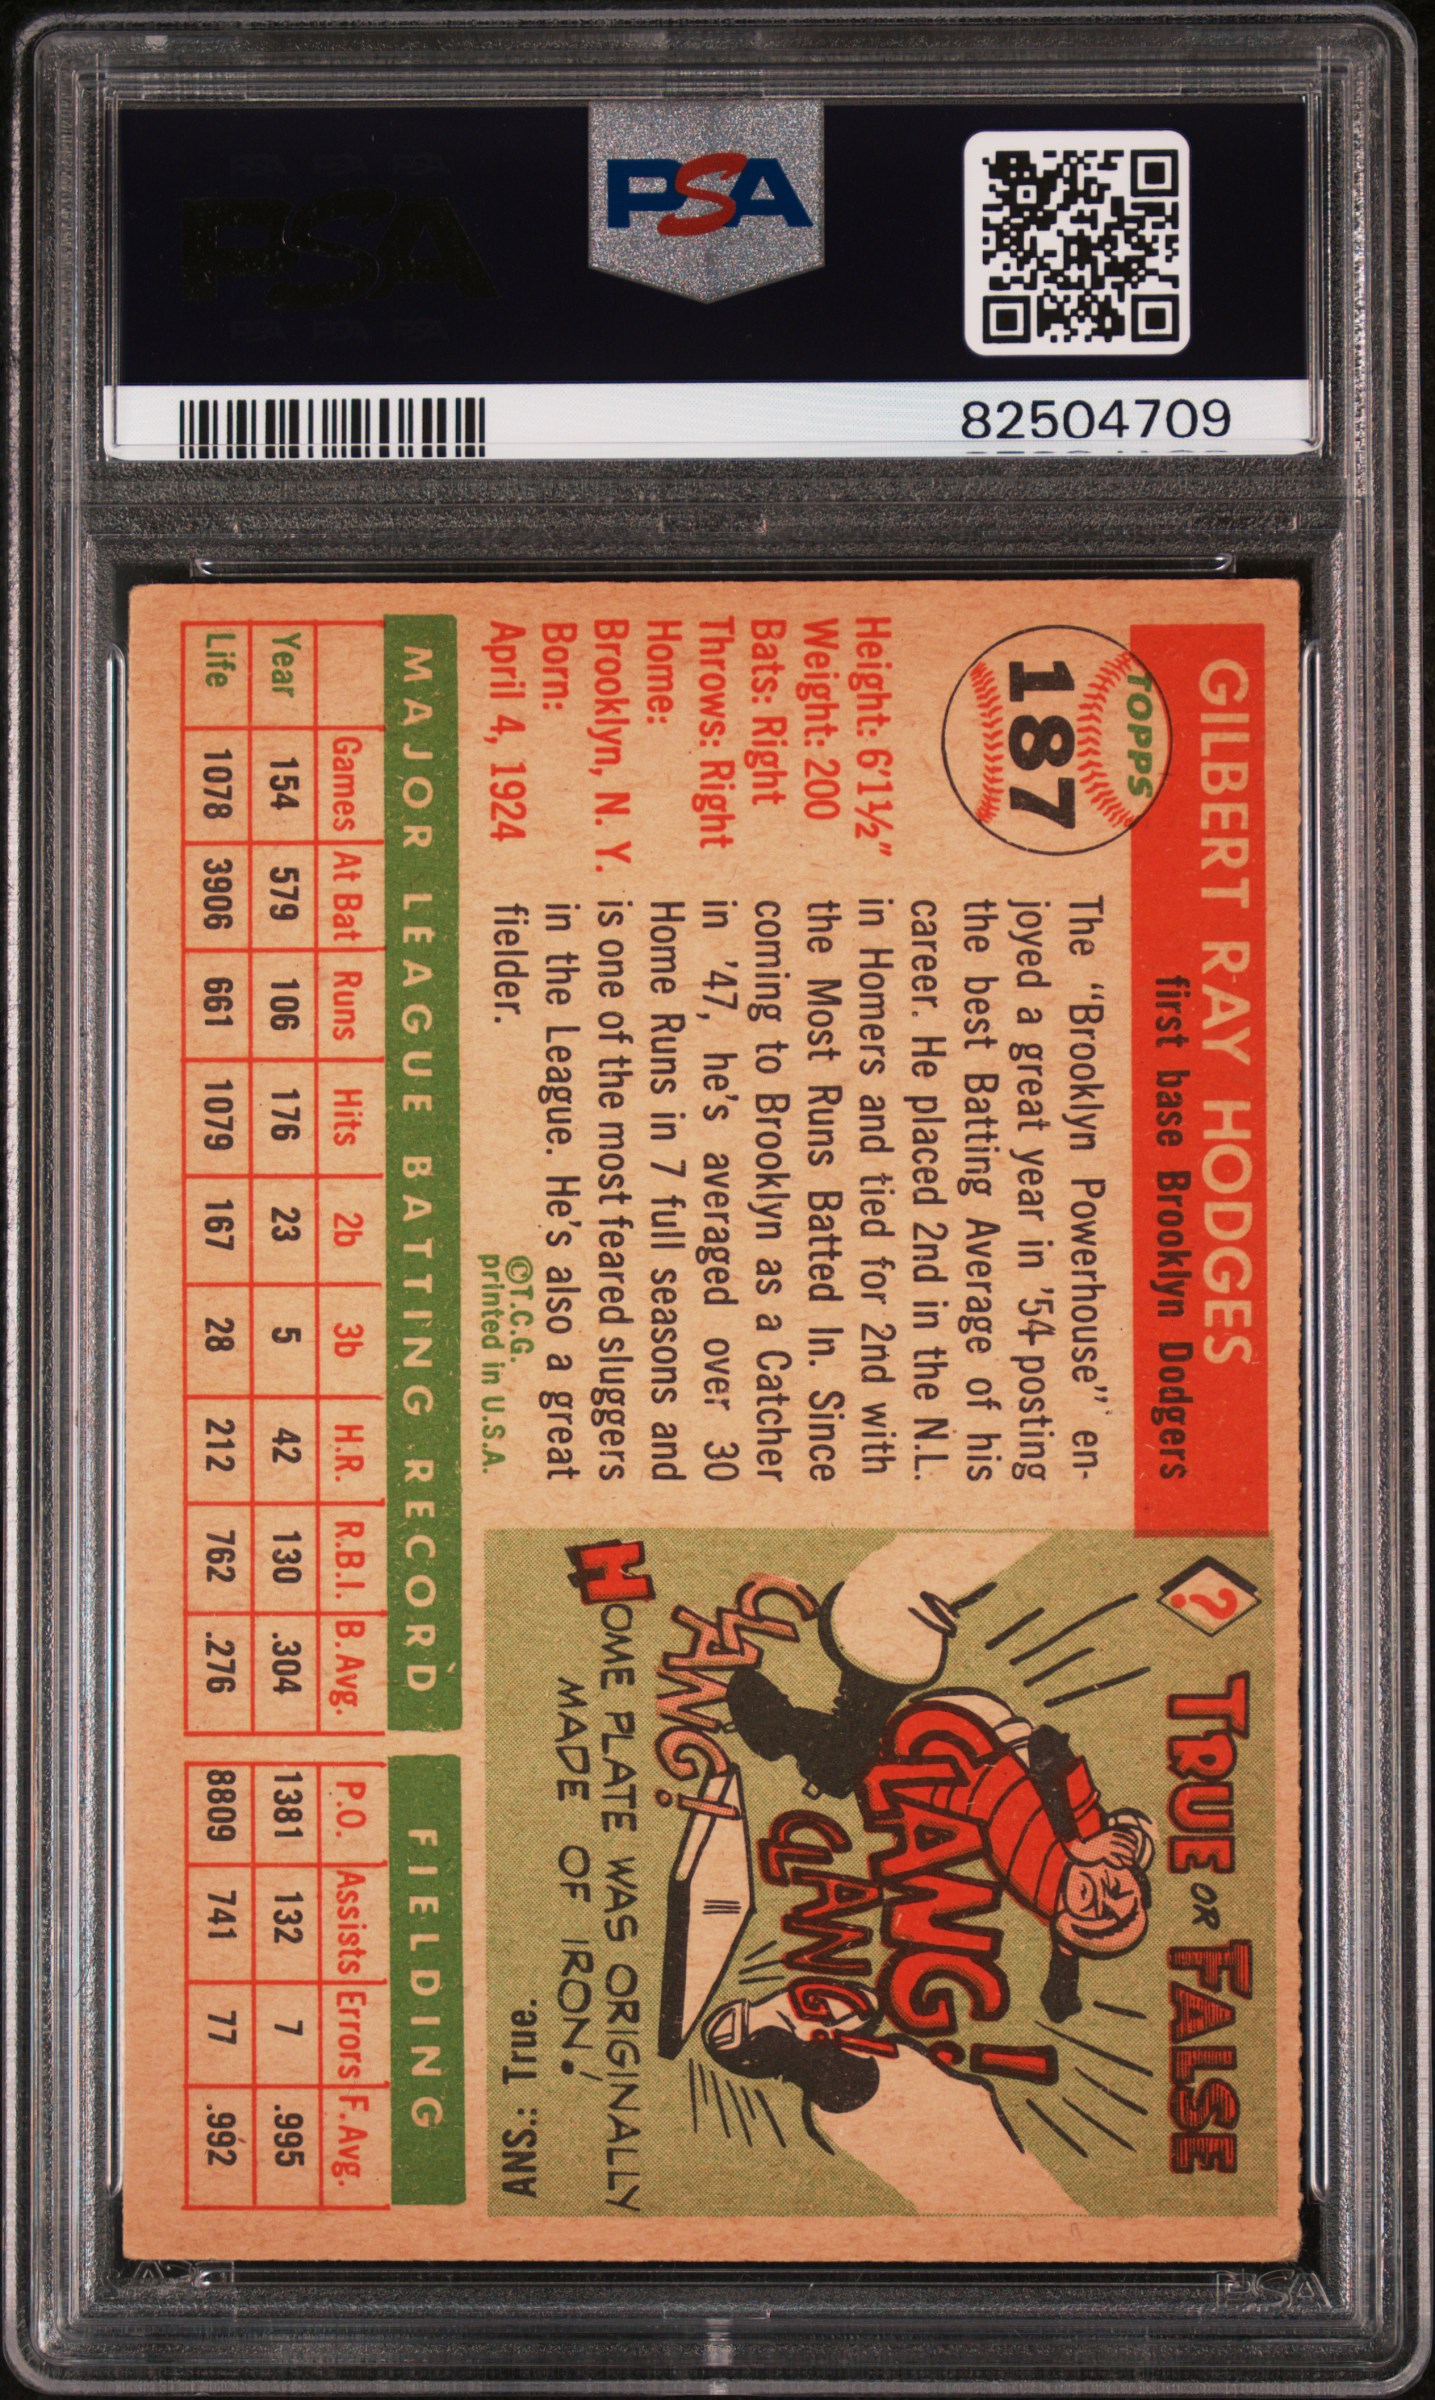 PSA
PSA
82504709
GILBERT RAY HODGES
first base Brooklyn Dodgers
TOPPS
187
Height: 6'1½"
Weight: 200
Bats: Right
Throws: Right
Home:
Brooklyn, N. Y.
Born:
April 4, 1924
The "Brooklyn Powerhouse" en-
joyed a great year in '54 posting
the best Batting Average of his
career. He placed 2nd in the N.L.
in Homers and tied for 2nd with
the Most Runs Batted In. Since
coming to Brooklyn as a Catcher
in '47, he's averaged over 30
Home Runs in 7 full seasons and
is one of the most feared sluggers
in the League. He's also a great
fielder.
©T.C.G.
printed in U.S.A.
? TRUE OR FALSE
CLANG!
CLANG!
CLANG!
HOME PLATE WAS ORIGINALLY
MADE OF IRON!
ANS.: True.
MAJOR LEAGUE BATTING RECORD FIELDING
Games At Bat Runs Hits 2b 3b H.R. R.B.I. B. Avg. P.O. Assists Errors F. Avg.
Year 154 579 106 176 23 5 42 130 .304 1381 132 7 .995
Life 1078 3906 661 1079 167 28 212 762 .276 8809 741 77 .992
PSA